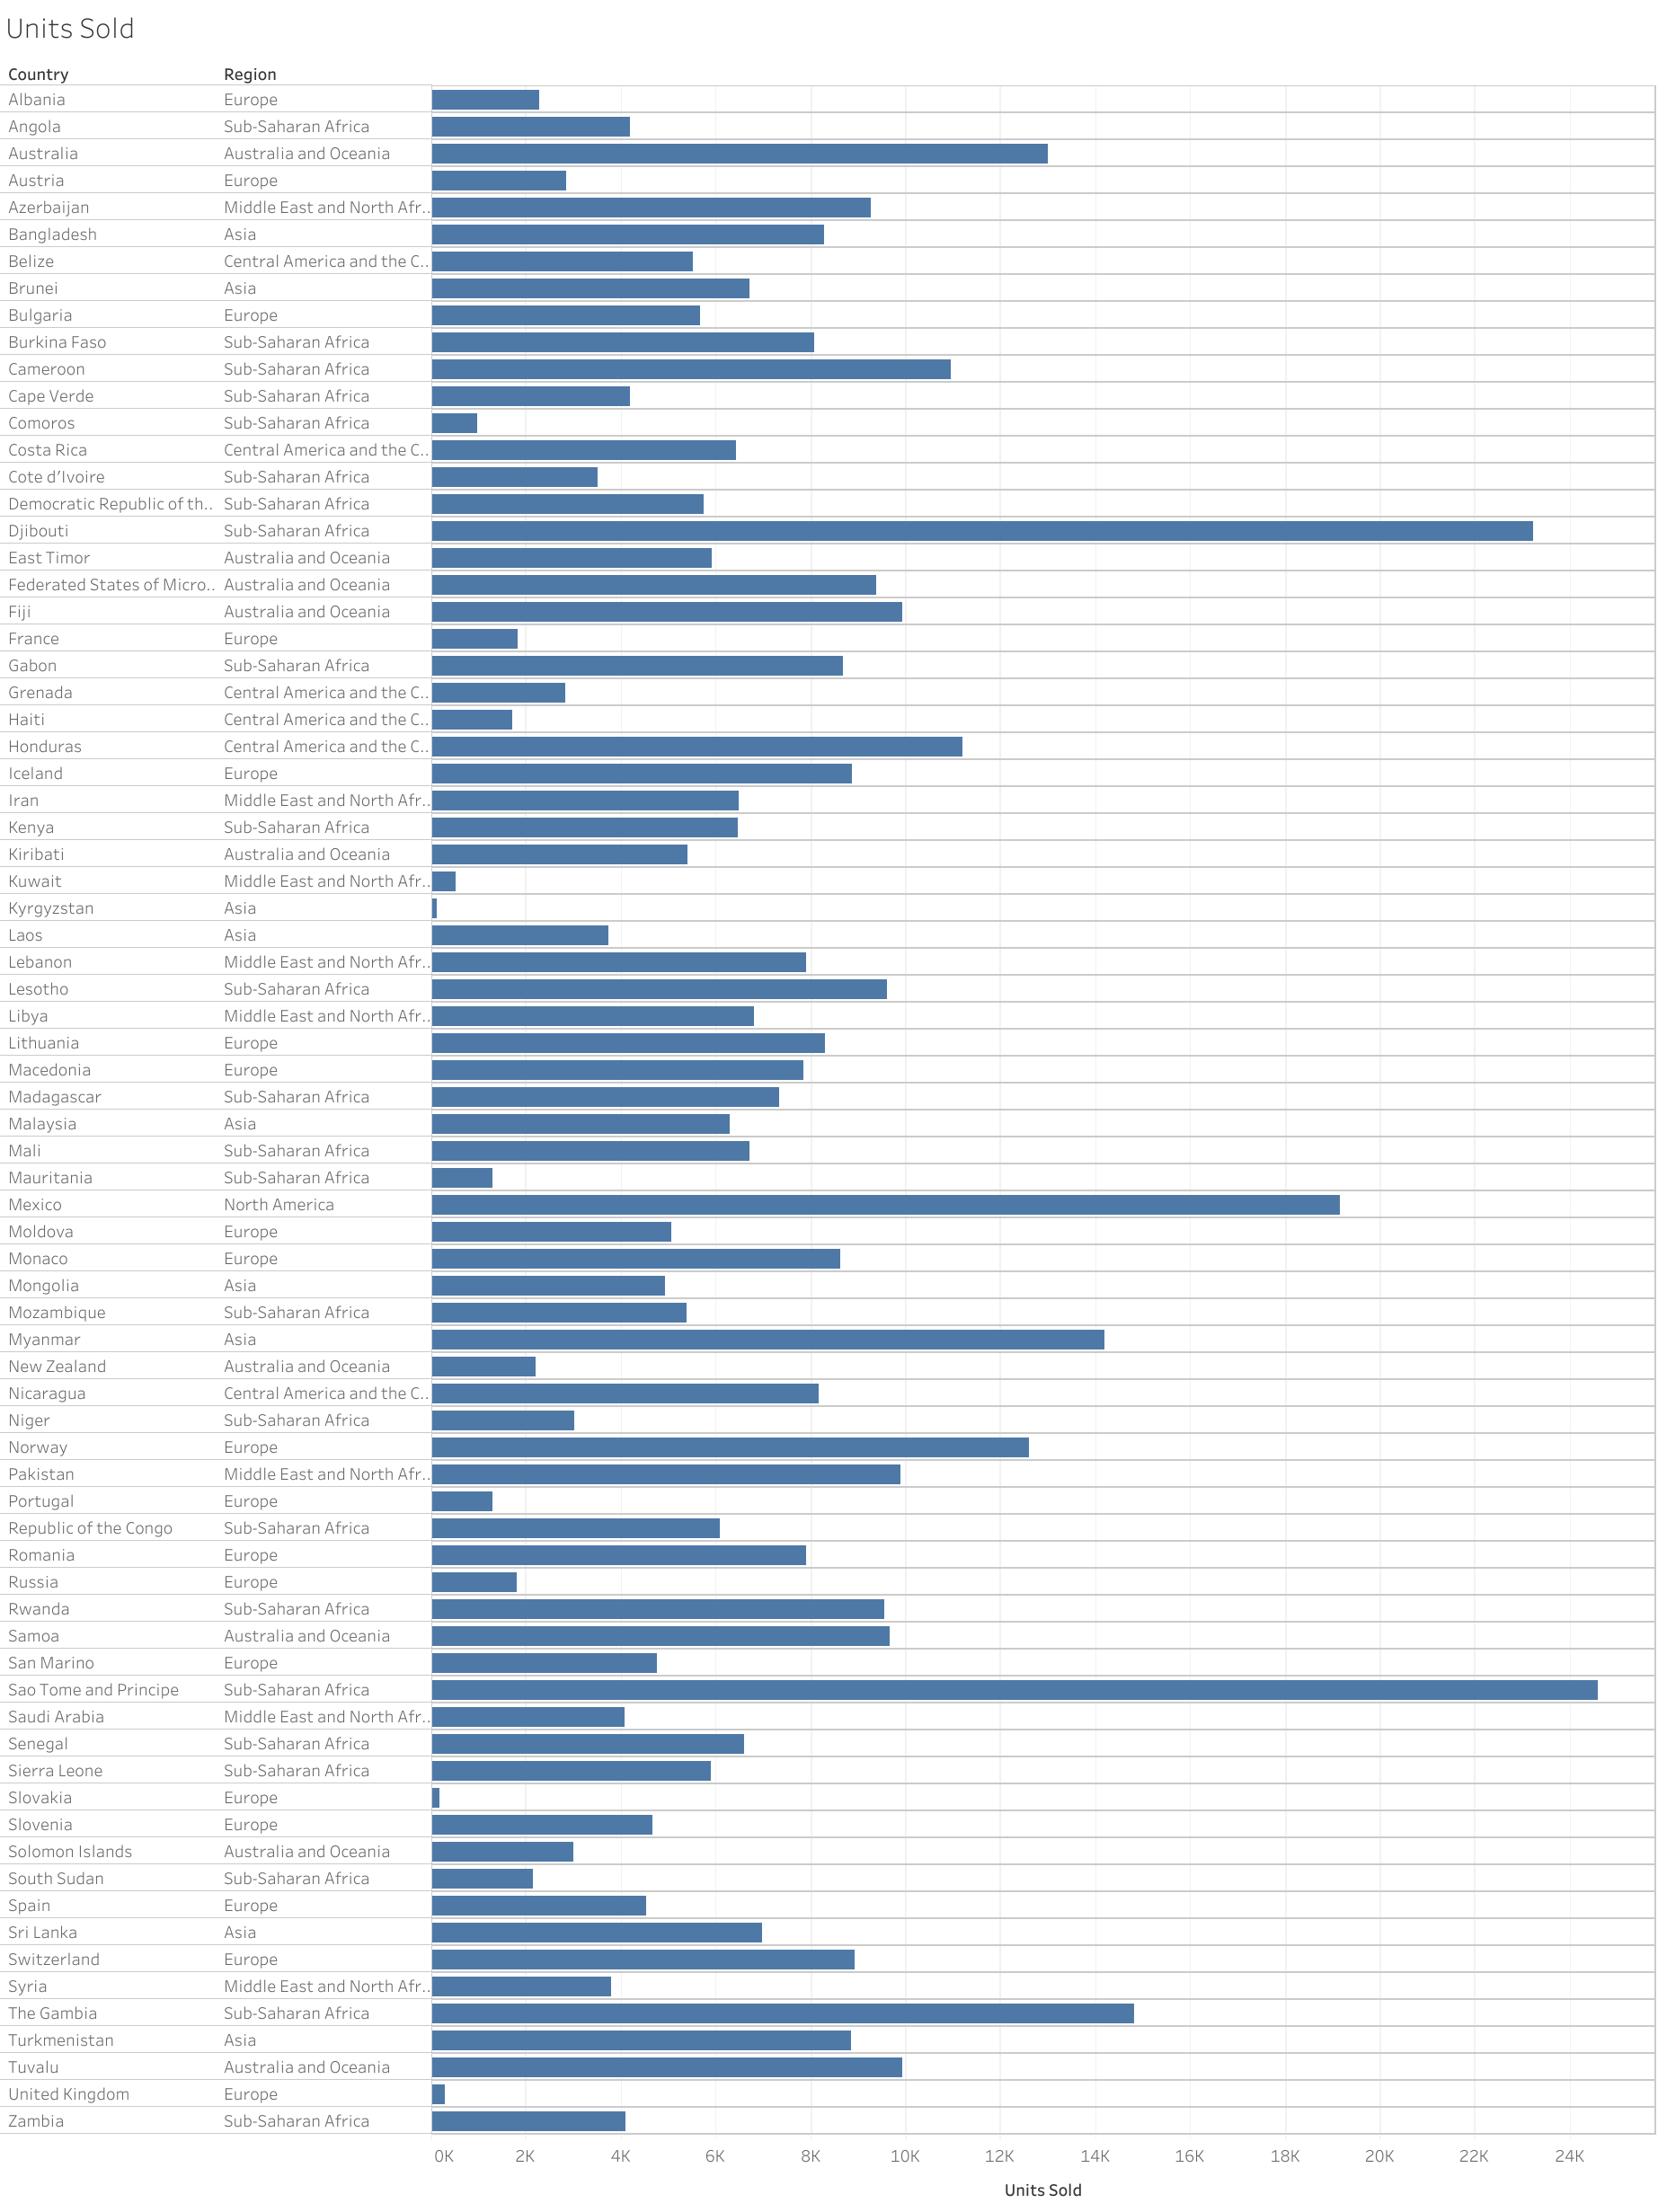 Units Sold
Country Region
Albania Europe
Angola Sub-Saharan Africa
Australia Australia and Oceania
Austria Europe
Azerbaijan Middle East and North Afr..
Bangladesh Asia
Belize Central America and the C..
Brunei Asia
Bulgaria Europe
Burkina Faso Sub-Saharan Africa
Cameroon Sub-Saharan Africa
Cape Verde Sub-Saharan Africa
Comoros Sub-Saharan Africa
Costa Rica Central America and the C..
Cote d’Ivoire Sub-Saharan Africa
Democratic Republic of th.. Sub-Saharan Africa
Djibouti Sub-Saharan Africa
East Timor Australia and Oceania
Federated States of Micro.. Australia and Oceania
Fiji Australia and Oceania
France Europe
Gabon Sub-Saharan Africa
Grenada Central America and the C..
Haiti Central America and the C..
Honduras Central America and the C..
Iceland Europe
Iran Middle East and North Afr..
Kenya Sub-Saharan Africa
Kiribati Australia and Oceania
Kuwait Middle East and North Afr..
Kyrgyzstan Asia
Laos Asia
Lebanon Middle East and North Afr..
Lesotho Sub-Saharan Africa
Libya Middle East and North Afr..
Lithuania Europe
Macedonia Europe
Madagascar Sub-Saharan Africa
Malaysia Asia
Mali Sub-Saharan Africa
Mauritania Sub-Saharan Africa
Mexico North America
Moldova Europe
Monaco Europe
Mongolia Asia
Mozambique Sub-Saharan Africa
Myanmar Asia
New Zealand Australia and Oceania
Nicaragua Central America and the C..
Niger Sub-Saharan Africa
Norway Europe
Pakistan Middle East and North Afr..
Portugal Europe
Republic of the Congo Sub-Saharan Africa
Romania Europe
Russia Europe
Rwanda Sub-Saharan Africa
Samoa Australia and Oceania
San Marino Europe
Sao Tome and Principe Sub-Saharan Africa
Saudi Arabia Middle East and North Afr..
Senegal Sub-Saharan Africa
Sierra Leone Sub-Saharan Africa
Slovakia Europe
Slovenia Europe
Solomon Islands Australia and Oceania
South Sudan Sub-Saharan Africa
Spain Europe
Sri Lanka Asia
Switzerland Europe
Syria Middle East and North Afr..
The Gambia Sub-Saharan Africa
Turkmenistan Asia
Tuvalu Australia and Oceania
United Kingdom Europe
Zambia Sub-Saharan Africa
0K 2K 4K 6K 8K 10K 12K 14K 16K 18K 20K 22K 24K
Units Sold